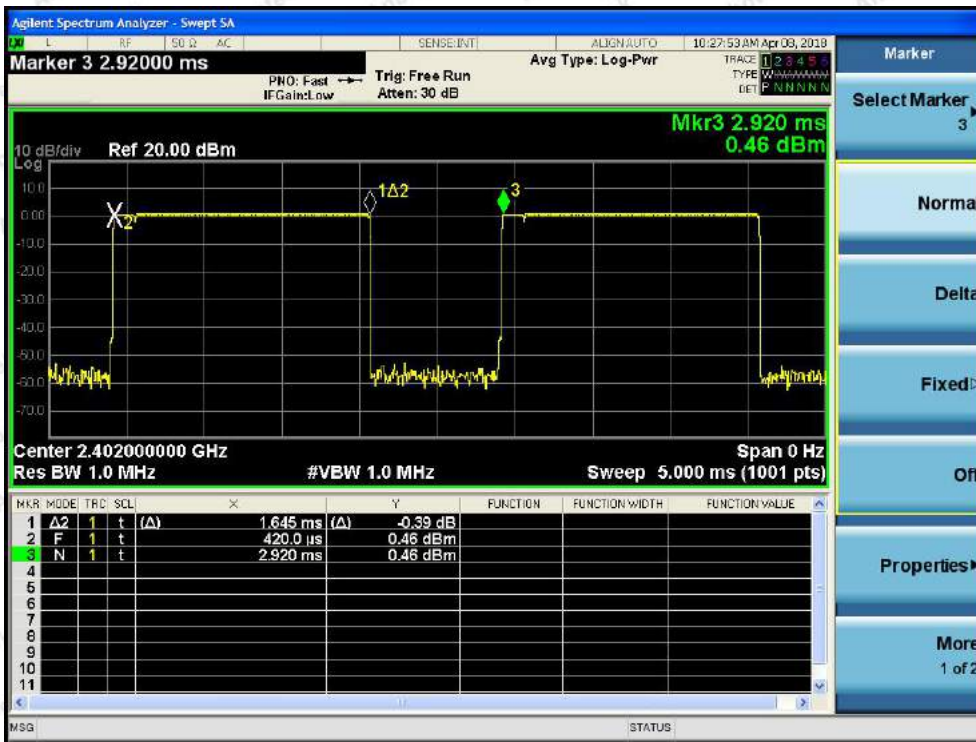 Agilent Spectrum Analyzer - Swept SA
L RF 50 Ω AC SENSE:INT ALIGN AUTO 10:27:53 AM Apr 08, 2018
Marker 3 2.92000 ms
PNO: Fast
IFGain:Low
Trig: Free Run
Atten: 30 dB
Avg Type: Log-Pwr
TRACE 1 2 3 4 5 6
TYPE W
DET P N N N N N
Mkr3 2.920 ms
0.46 dBm
10 dB/div Ref 20.00 dBm
Log
10.0
0.00
-10.0
-20.0
-30.0
-40.0
-50.0
-60.0
-70.0
X2
1Δ2
3
Center 2.402000000 GHz Span 0 Hz
Res BW 1.0 MHz #VBW 1.0 MHz Sweep 5.000 ms (1001 pts)
MKR MODE TRC SCL X Y FUNCTION FUNCTION WIDTH FUNCTION VALUE
1 Δ2 1 t (Δ) 1.645 ms (Δ) -0.39 dB
2 F 1 t 420.0 µs 0.46 dBm
3 N 1 t 2.920 ms 0.46 dBm
4
5
6
7
8
9
10
11
MSG STATUS
Marker
Select Marker
3
Norma
Delta
Fixed
Off
Properties
More
1 of 2